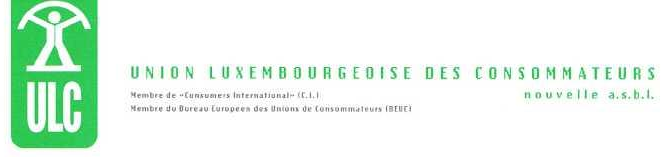 ULC
UNION LUXEMBOURGEOISE DES CONSOMMATEURS
nouvelle a.s.b.l.
Membre de «Consumers International» (C.I.)
Membre du Bureau Européen des Unions de Consommateurs (BEUC)